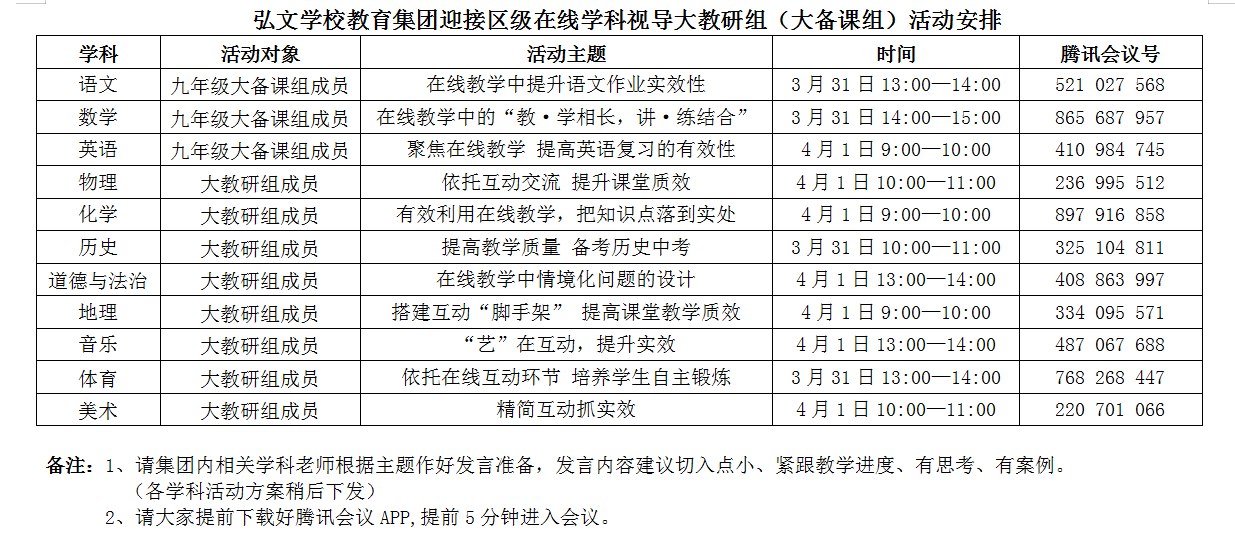 弘文学校教育集团迎接区级在线学科视导大教研组（大备课组）活动安排
学科 活动对象 活动主题 时间 腾讯会议号
语文 九年级大备课组成员 在线教学中提升语文作业实效性 3月31日13:00—14:00 521 027 568
数学 九年级大备课组成员 在线教学中的“教·学相长，讲·练结合” 3月31日14:00—15:00 865 687 957
英语 九年级大备课组成员 聚焦在线教学 提高英语复习的有效性 4月1日9:00—10:00 410 984 745
物理 大教研组成员 依托互动交流 提升课堂质效 4月1日10:00—11:00 236 995 512
化学 大教研组成员 有效利用在线教学，把知识点落到实处 4月1日9:00—10:00 897 916 858
历史 大教研组成员 提高教学质量 备考历史中考 3月31日10:00—11:00 325 104 811
道德与法治 大教研组成员 在线教学中情境化问题的设计 4月1日13:00—14:00 408 863 997
地理 大教研组成员 搭建互动“脚手架” 提高课堂教学质效 4月1日9:00—10:00 334 095 571
音乐 大教研组成员 “艺”在互动，提升实效 4月1日13:00—14:00 487 067 688
体育 大教研组成员 依托在线互动环节 培养学生自主锻炼 3月31日13:00—14:00 768 268 447
美术 大教研组成员 精简互动抓实效 4月1日10:00—11:00 220 701 066
备注：1、请集团内相关学科老师根据主题作好发言准备，发言内容建议切入点小、紧跟教学进度、有思考、有案例。
（各学科活动方案稍后下发）
2、请大家提前下载好腾讯会议APP,提前5分钟进入会议。